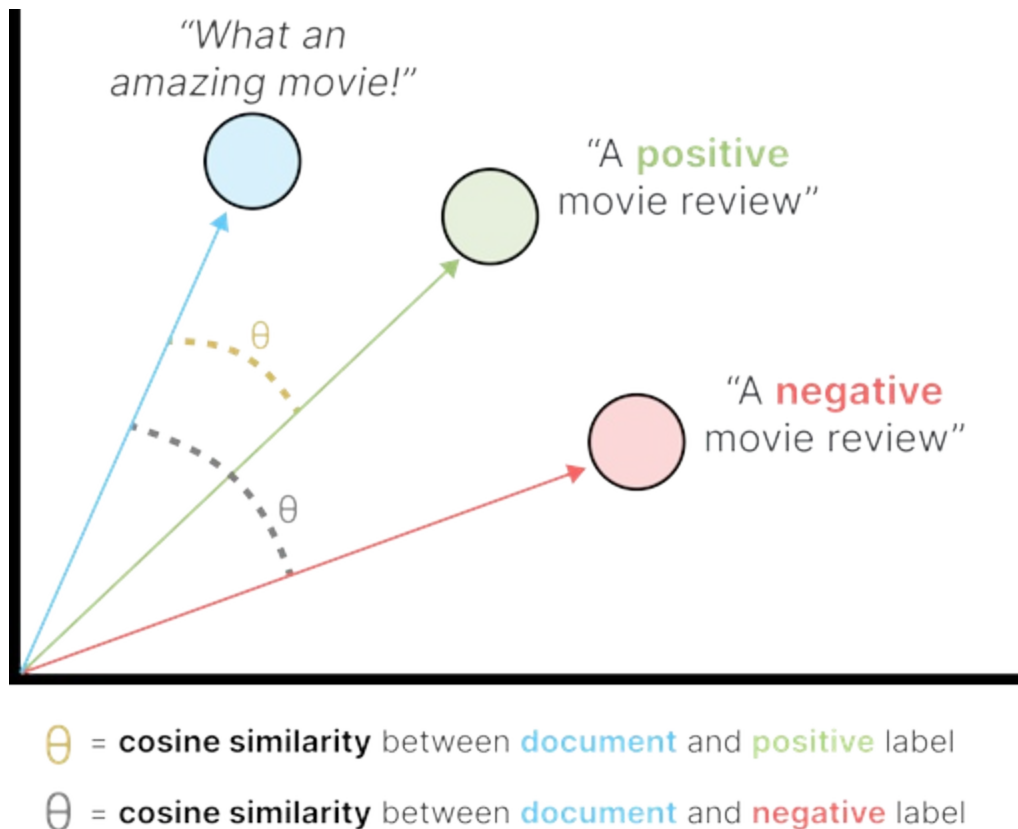 “What an
amazing movie!”
“A positive
movie review”
θ
“A negative
movie review”
θ
θ = cosine similarity between document and positive label
θ = cosine similarity between document and negative label